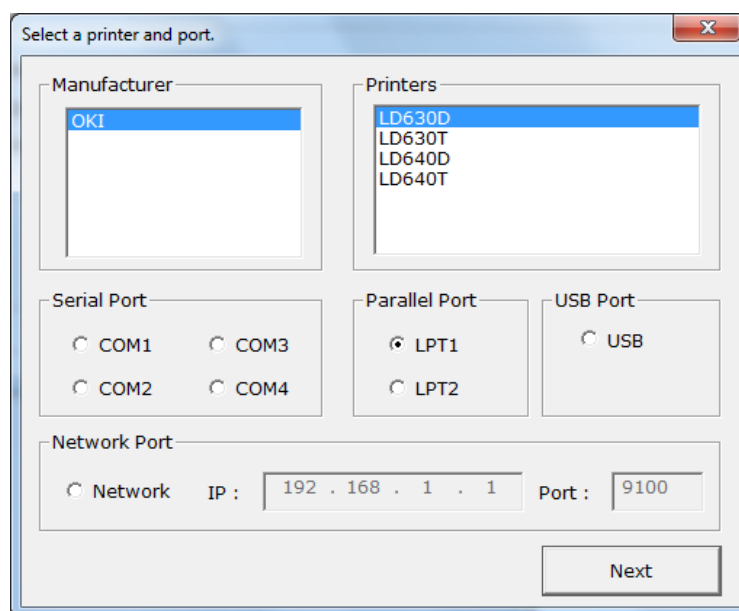 Select a printer and port.
Manufacturer
OKI
Printers
LD630D
LD630T
LD640D
LD640T
Serial Port
COM1 COM3
COM2 COM4
Parallel Port
LPT1
LPT2
USB Port
USB
Network Port
Network IP : 192 . 168 . 1 . 1 Port : 9100
Next